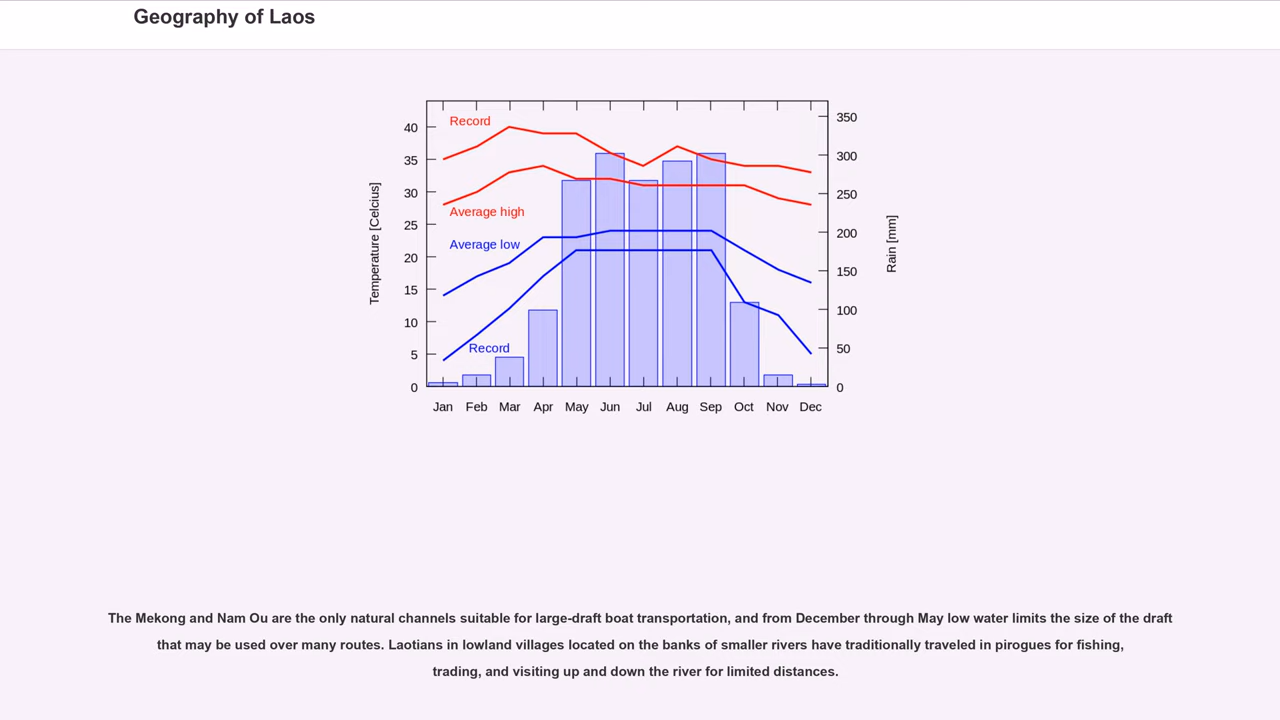 Geography of Laos
Record
Average high
Average low
Record
Temperature [Celcius]
40
35
30
25
20
15
10
5
0
Rain [mm]
350
300
250
200
150
100
50
0
Jan Feb Mar Apr May Jun Jul Aug Sep Oct Nov Dec
The Mekong and Nam Ou are the only natural channels suitable for large-draft boat transportation, and from December through May low water limits the size of the draft
that may be used over many routes. Laotians in lowland villages located on the banks of smaller rivers have traditionally traveled in pirogues for fishing,
trading, and visiting up and down the river for limited distances.